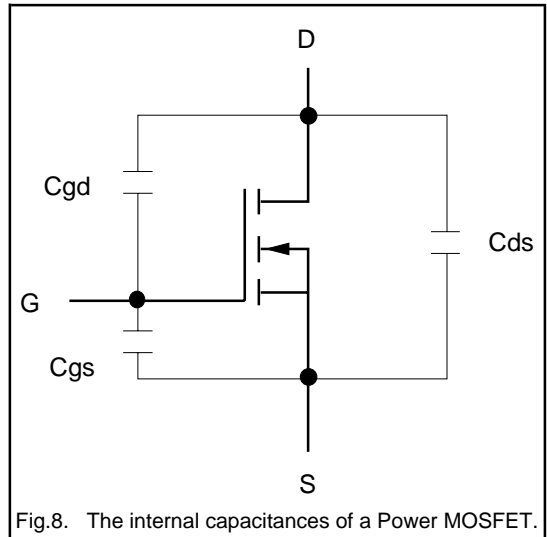 D
Cgd
Cds
G
Cgs
S
Fig.8. The internal capacitances of a Power MOSFET.